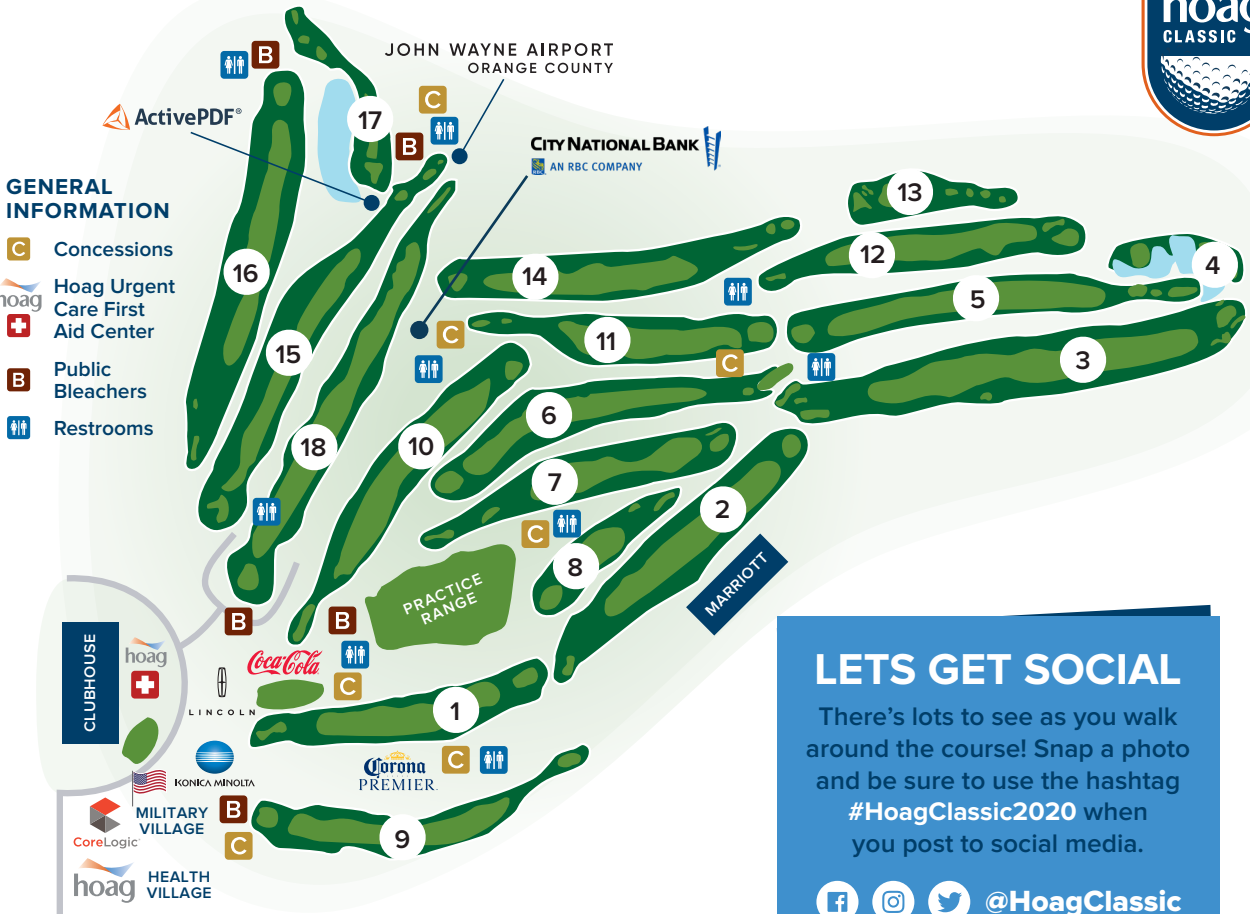 hoag
CLASSIC
JOHN WAYNE AIRPORT
ORANGE COUNTY
ActivePDF®
CITY NATIONAL BANK
RBC
AN RBC COMPANY
GENERAL
INFORMATION
C Concessions
hoag
Hoag Urgent
Care First
Aid Center
B Public
Bleachers
Restrooms
B
C
17
B
13
12
4
16
14
5
15
C
11
C
3
6
18
10
7
2
C
8
MARRIOTT
PRACTICE
RANGE
B
B
CLUBHOUSE
hoag
Coca-Cola
C
LINCOLN
1
KONICA MINOLTA
Corona
PREMIER
C
CoreLogic
MILITARY
VILLAGE
B
C
9
hoag
HEALTH
VILLAGE
LETS GET SOCIAL
There's lots to see as you walk
around the course! Snap a photo
and be sure to use the hashtag
#HoagClassic2020 when
you post to social media.
@HoagClassic